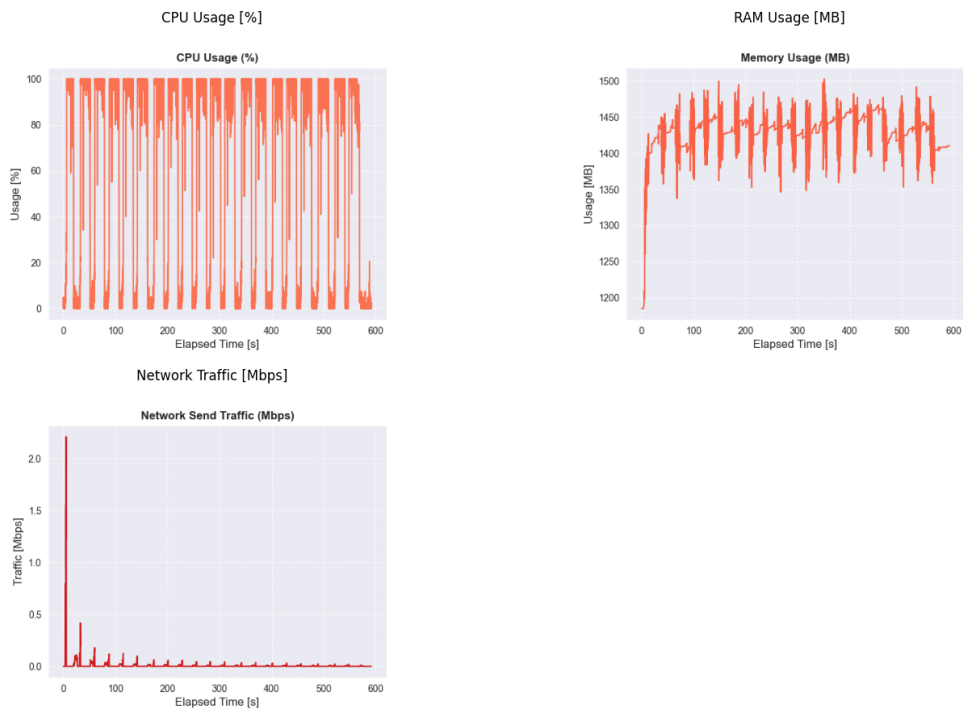 CPU Usage [%]
RAM Usage [MB]
CPU Usage (%)
100
80
60
40
20
0
Usage [%]
0 100 200 300 400 500 600
Elapsed Time [s]
Memory Usage (MB)
1500
1450
1400
1350
1300
1250
1200
Usage [MB]
0 100 200 300 400 500 600
Elapsed Time [s]
Network Traffic [Mbps]
Network Send Traffic (Mbps)
2.0
1.5
1.0
0.5
0.0
Traffic [Mbps]
0 100 200 300 400 500 600
Elapsed Time [s]